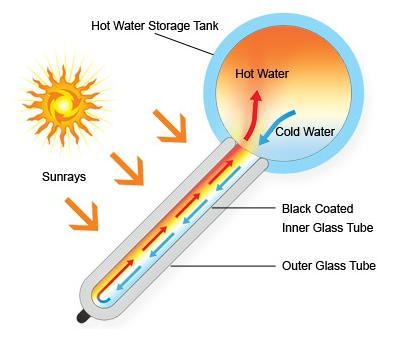 Hot Water Storage Tank
Hot Water
Cold Water
Sunrays
Black Coated
Inner Glass Tube
Outer Glass Tube